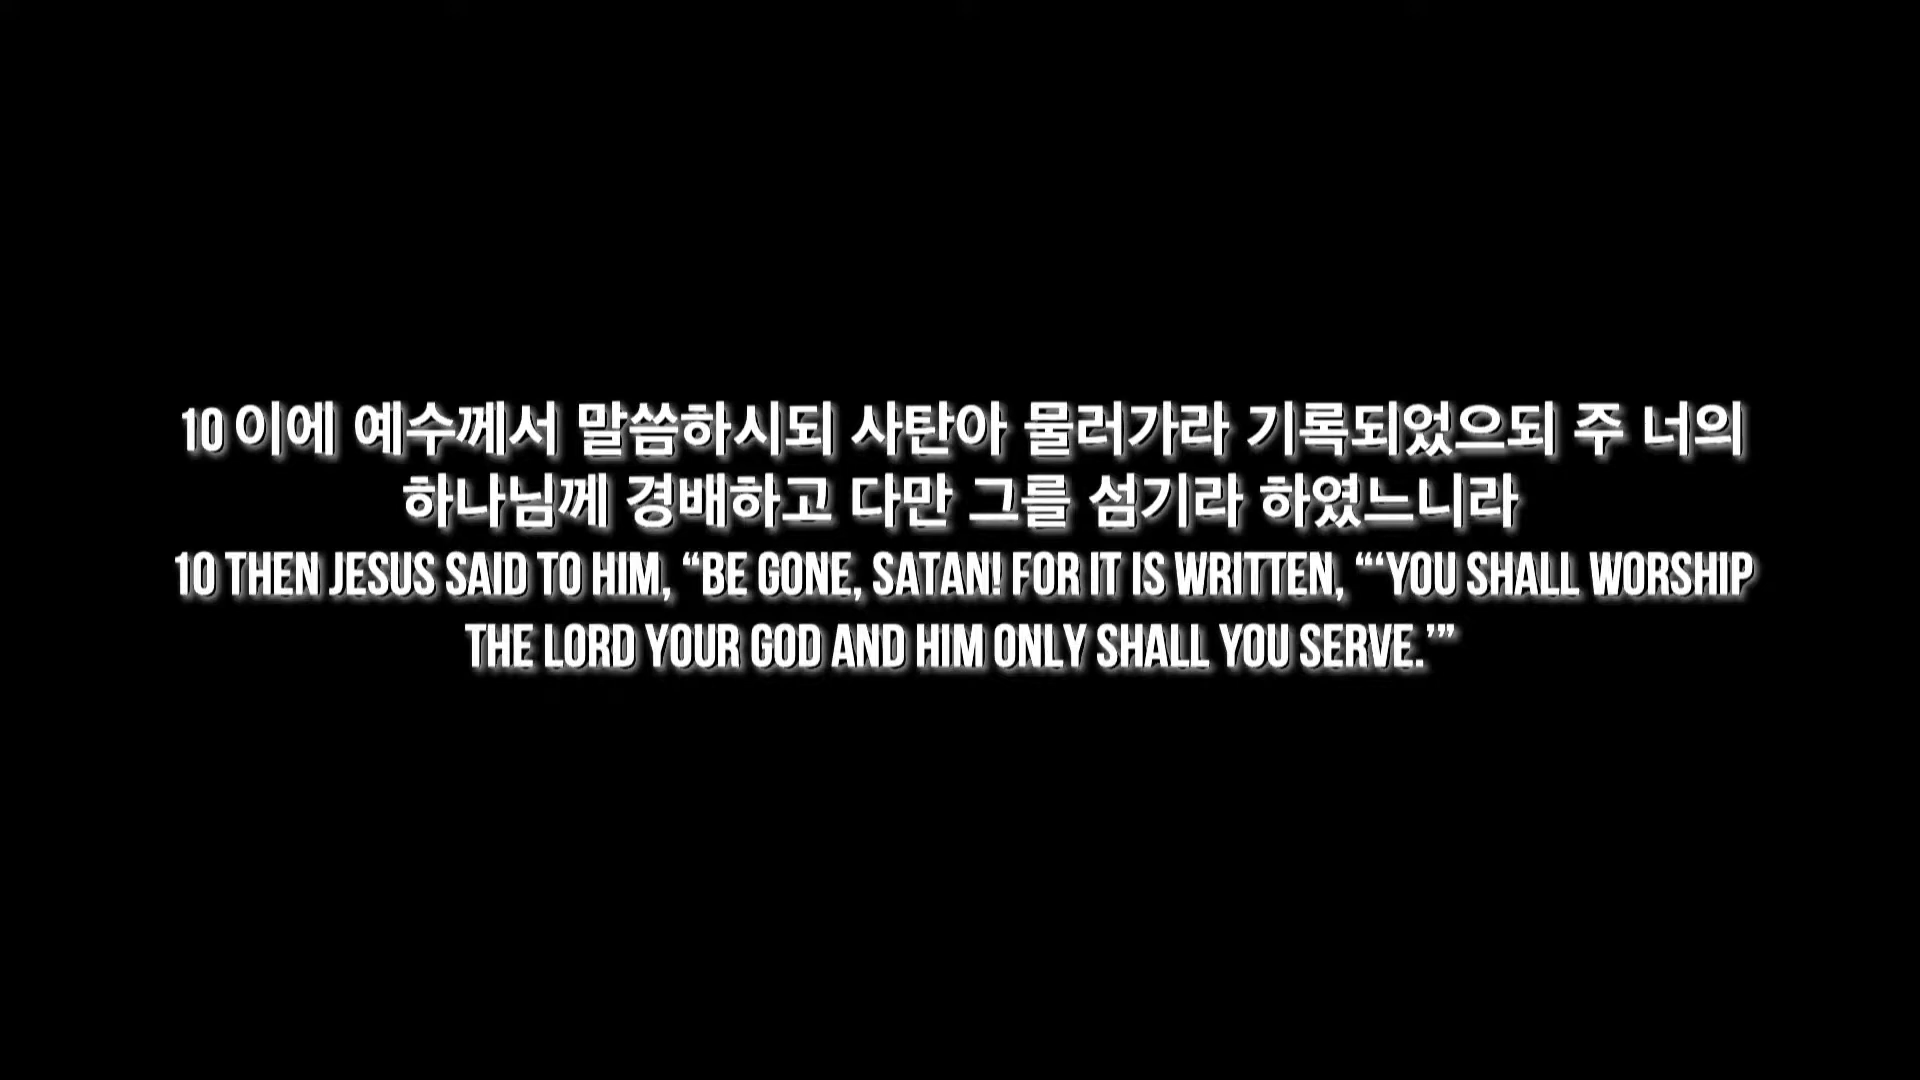 10 이에 예수께서 말씀하시되 사탄아 물러가라 기록되었으되 주 너의
하나님께 경배하고 다만 그를 섬기라 하였느니라
10 THEN JESUS SAID TO HIM, “BE GONE, SATAN! FOR IT IS WRITTEN, “‘YOU SHALL WORSHIP
THE LORD YOUR GOD AND HIM ONLY SHALL YOU SERVE.’”